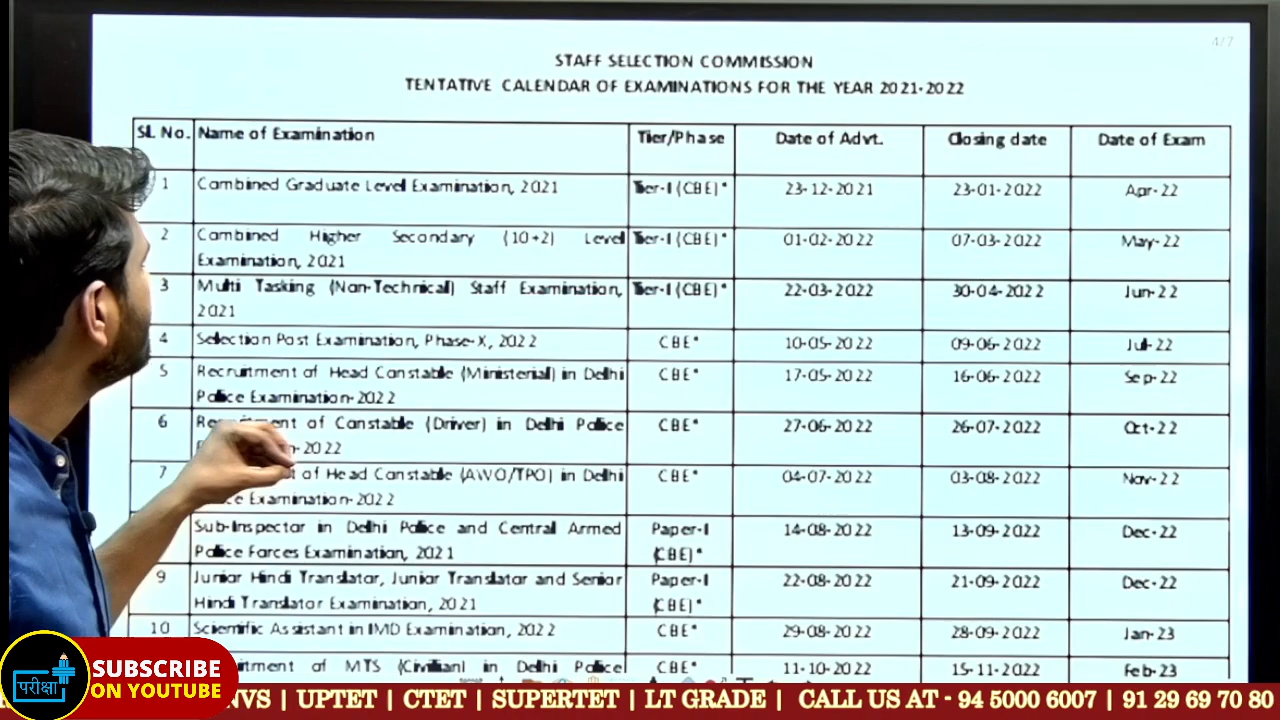 4/7
STAFF SELECTION COMMISSION
TENTATIVE CALENDAR OF EXAMINATIONS FOR THE YEAR 2021-2022
Sl. No. Name of Examination Tier/Phase Date of Advt. Closing date Date of Exam
1 Combined Graduate Level Examination, 2021 Tier-I (CBE)* 23-12-2021 23-01-2022 Apr-22
2 Combined Higher Secondary (10+2) Level Tier-I (CBE)* 01-02-2022 07-03-2022 May-22
Examination, 2021
3 Multi Tasking (Non-Technical) Staff Examination, Tier-I (CBE)* 22-03-2022 30-04-2022 Jun-22
2021
4 Selection Post Examination, Phase-X, 2022 CBE* 10-05-2022 09-06-2022 Jul-22
5 Recruitment of Head Constable (Ministerial) in Delhi CBE* 17-05-2022 16-06-2022 Sep-22
Police Examination-2022
6 Recruitment of Constable (Driver) in Delhi Police CBE* 27-06-2022 26-07-2022 Oct-22
-2022
7 of Head Constable (AWO/TPO) in Delhi CBE* 04-07-2022 03-08-2022 Nov-22
Examination-2022
Sub-Inspector in Delhi Police and Central Armed Paper-I 14-08-2022 13-09-2022 Dec-22
Police Forces Examination, 2021 (CBE)*
9 Junior Hindi Translator, Junior Translator and Senior Paper-I 22-08-2022 21-09-2022 Dec-22
Hindi Translator Examination, 2021 (CBE)*
10 Scientific Assistant in IMD Examination, 2022 CBE* 29-08-2022 28-09-2022 Jan-23
of MTS (Civilian) in Delhi Police CBE* 11-10-2022 15-11-2022 Feb-23
परीक्षा
SUBSCRIBE
ON YOUTUBE
NVS | UPTET | CTET | SUPERTET | LT GRADE | CALL US AT - 94 5000 6007 | 91 29 69 70 80